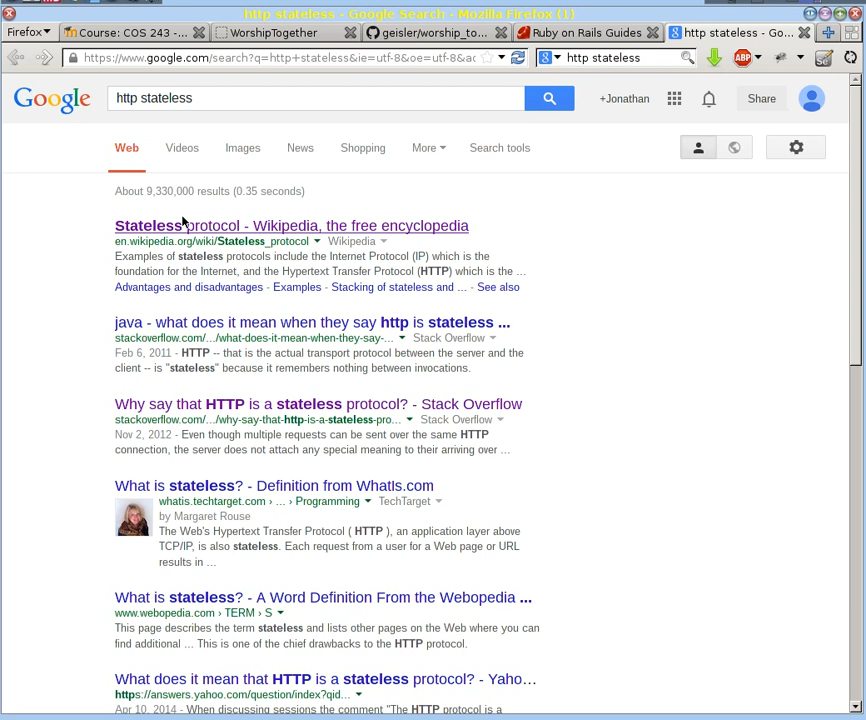 http stateless - Google Search - Mozilla Firefox (1)
Firefox Course: COS 243 -... WorshipTogether geisler/worship_to... Ruby on Rails Guides http stateless - Go...
https://www.google.com/search?q=http+stateless&ie=utf-8&oe=utf-8&aq http stateless ABP
Google http stateless +Jonathan Share
Web Videos Images News Shopping More Search tools
About 9,330,000 results (0.35 seconds)
Stateless protocol - Wikipedia, the free encyclopedia
en.wikipedia.org/wiki/Stateless_protocol Wikipedia
Examples of stateless protocols include the Internet Protocol (IP) which is the
foundation for the Internet, and the Hypertext Transfer Protocol (HTTP) which is the ...
Advantages and disadvantages - Examples - Stacking of stateless and ... - See also
java - what does it mean when they say http is stateless ...
stackoverflow.com/.../what-does-it-mean-when-they-say-... Stack Overflow
Feb 6, 2011 - HTTP -- that is the actual transport protocol between the server and the
client -- is "stateless" because it remembers nothing between invocations.
Why say that HTTP is a stateless protocol? - Stack Overflow
stackoverflow.com/.../why-say-that-http-is-a-stateless-pro... Stack Overflow
Nov 2, 2012 - Even though multiple requests can be sent over the same HTTP
connection, the server does not attach any special meaning to their arriving over ...
What is stateless? - Definition from WhatIs.com
whatis.techtarget.com › ... › Programming TechTarget
by Margaret Rouse
The Web's Hypertext Transfer Protocol ( HTTP ), an application layer above
TCP/IP, is also stateless. Each request from a user for a Web page or URL
results in ...
What is stateless? - A Word Definition From the Webopedia ...
www.webopedia.com › TERM › S
This page describes the term stateless and lists other pages on the Web where you can
find additional ... This is one of the chief drawbacks to the HTTP protocol.
What does it mean that HTTP is a stateless protocol? - Yaho...
https://answers.yahoo.com/question/index?qid...
Apr 10, 2014 - When discussing sessions the comment "The HTTP protocol is a